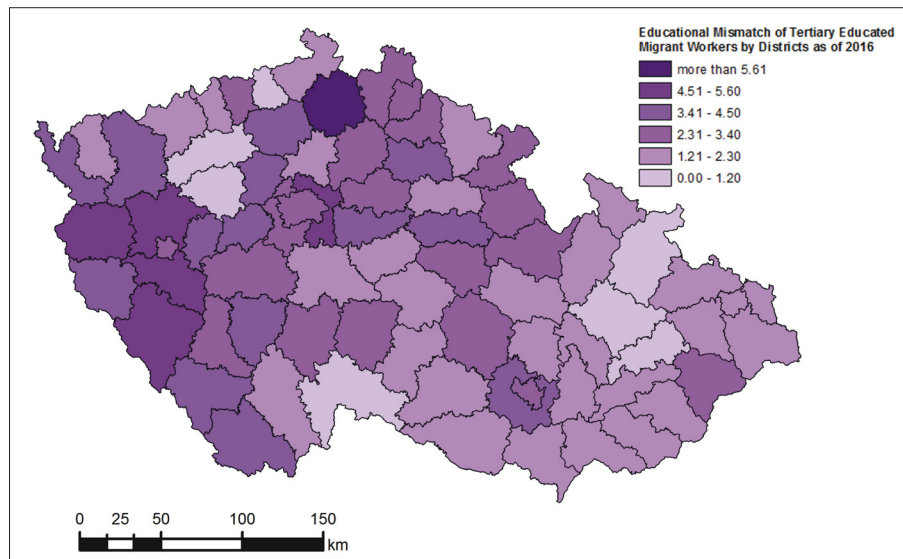 Educational Mismatch of Tertiary Educated
Migrant Workers by Districts as of 2016
more than 5.61
4.51 - 5.60
3.41 - 4.50
2.31 - 3.40
1.21 - 2.30
0.00 - 1.20
0 25 50 100 150
km